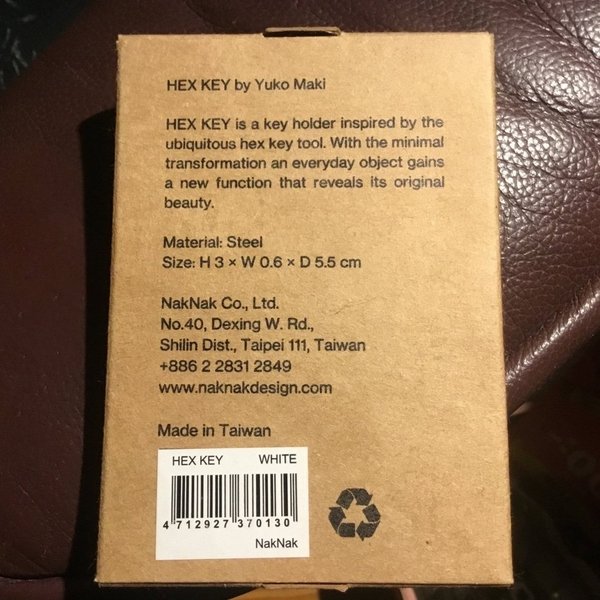 HEX KEY by Yuko Maki
HEX KEY is a key holder inspired by the
ubiquitous hex key tool. With the minimal
transformation an everyday object gains
a new function that reveals its original
beauty.
Material: Steel
Size: H 3 × W 0.6 × D 5.5 cm
NakNak Co., Ltd.
No.40, Dexing W. Rd.,
Shilin Dist., Taipei 111, Taiwan
+886 2 2831 2849
www.naknakdesign.com
Made in Taiwan
HEX KEY WHITE
4 712927 370130
NakNak